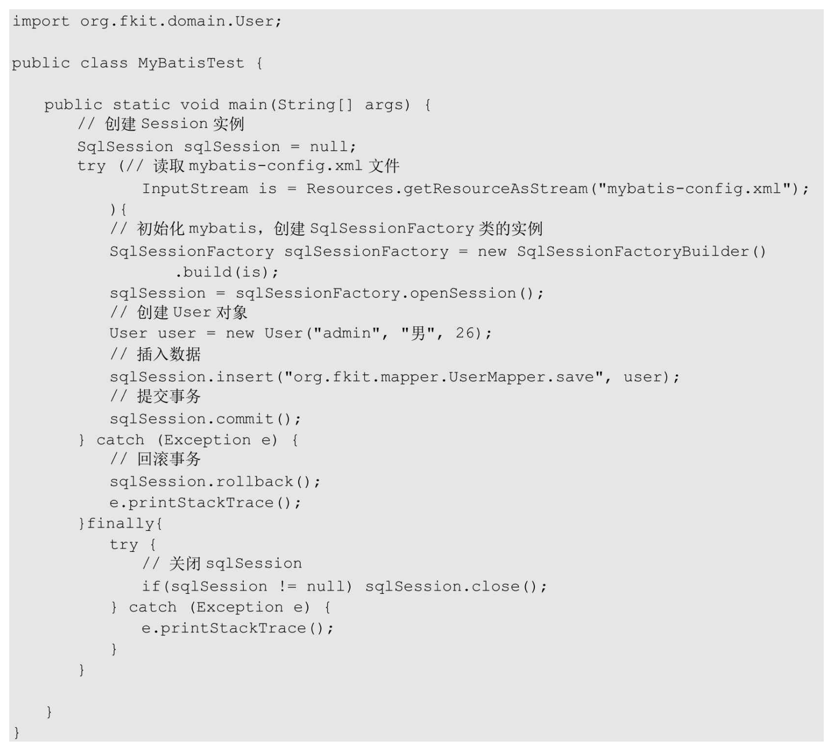 import org.fkit.domain.User;
public class MyBatisTest {
public static void main(String[] args) {
// 创建 Session 实例
SqlSession sqlSession = null;
try (// 读取 mybatis-config.xml 文件
InputStream is = Resources.getResourceAsStream("mybatis-config.xml");
){
// 初始化 mybatis，创建 SqlSessionFactory 类的实例
SqlSessionFactory sqlSessionFactory = new SqlSessionFactoryBuilder()
.build(is);
sqlSession = sqlSessionFactory.openSession();
// 创建 User 对象
User user = new User("admin", "男", 26);
// 插入数据
sqlSession.insert("org.fkit.mapper.UserMapper.save", user);
// 提交事务
sqlSession.commit();
} catch (Exception e) {
// 回滚事务
sqlSession.rollback();
e.printStackTrace();
}finally{
try {
// 关闭 sqlSession
if(sqlSession != null) sqlSession.close();
} catch (Exception e) {
e.printStackTrace();
}
}
}
}